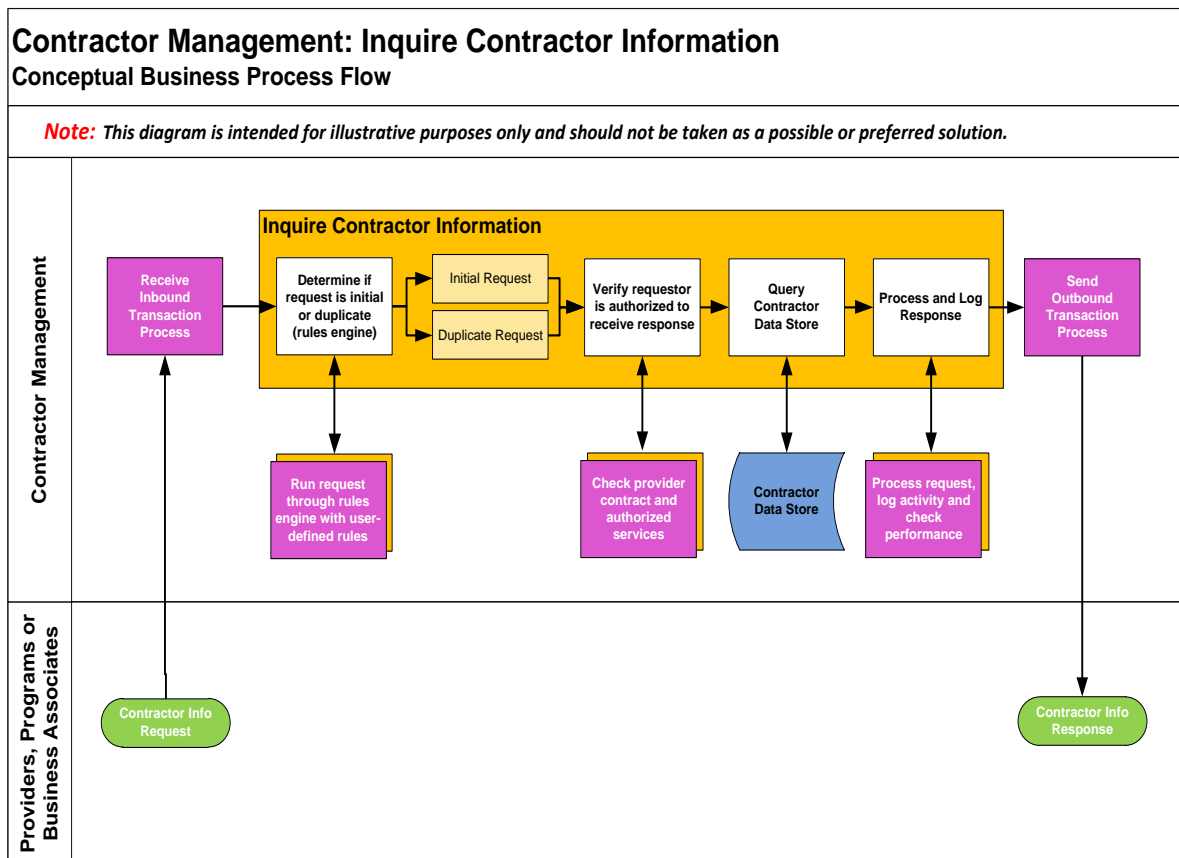 Contractor Management: Inquire Contractor Information
Conceptual Business Process Flow
Note: This diagram is intended for illustrative purposes only and should not be taken as a possible or preferred solution.
Contractor Management
Inquire Contractor Information
Receive
Inbound
Transaction
Process
Determine if
request is initial
or duplicate
(rules engine)
Initial Request
Duplicate Request
Verify requestor
is authorized to
receive response
Query
Contractor
Data Store
Process and Log
Response
Send
Outbound
Transaction
Process
Run request
through rules
engine with user-
defined rules
Check provider
contract and
authorized
services
Contractor
Data Store
Process request,
log activity and
check
performance
Providers, Programs or
Business Associates
Contractor Info
Request
Contractor Info
Response